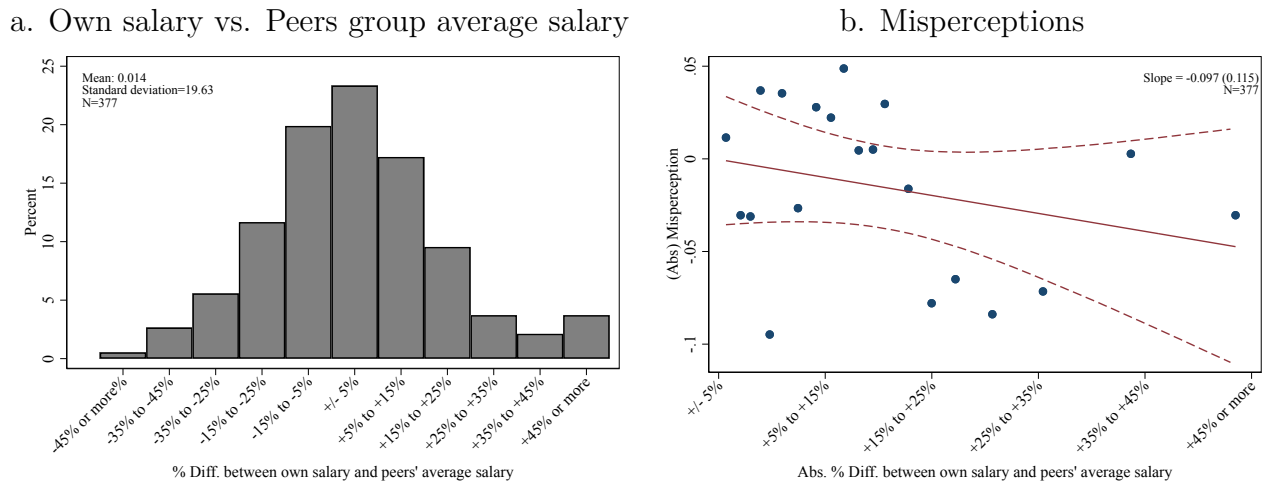 a. Own salary vs. Peers group average salary
Mean: 0.014
Standard deviation=19.63
N=377
Percent
25
20
15
10
5
0
-45% or more%
-35% to -45%
-35% to -25%
-15% to -25%
-15% to -5%
+/- 5%
+5% to +15%
+15% to +25%
+25% to +35%
+35% to +45%
+45% or more
% Diff. between own salary and peers' average salary
b. Misperceptions
Slope = -0.097 (0.115)
N=377
(Abs) Misperception
.05
0
-.05
-.1
+/- 5%
+5% to +15%
+15% to +25%
+25% to +35%
+35% to +45%
+45% or more
Abs. % Diff. between own salary and peers' average salary